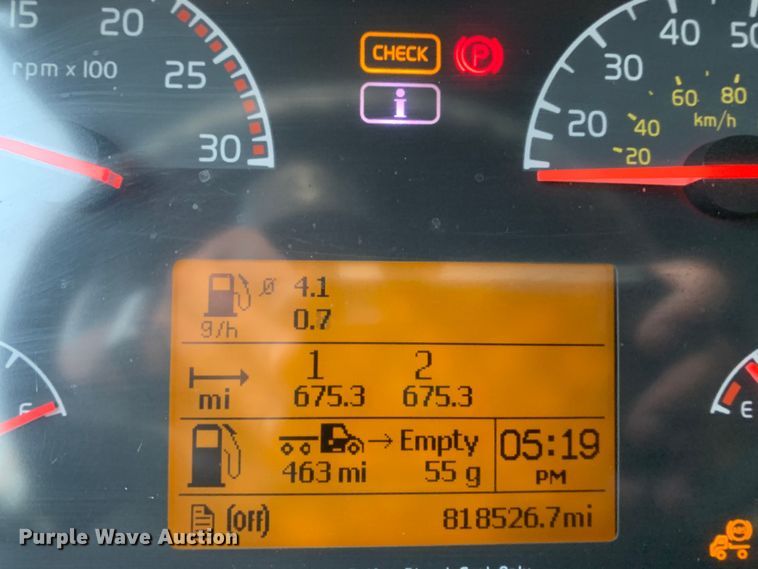 15 20 25 30
rpm x 100
CHECK P
i
20 30 40 50
20 40 60 80
km/h
g/h ø 4.1
0.7
1 2
mi 675.3 675.3
→ Empty
463 mi 55 g
05:19
PM
(OFF) 818526.7mi
E
Purple Wave Auction